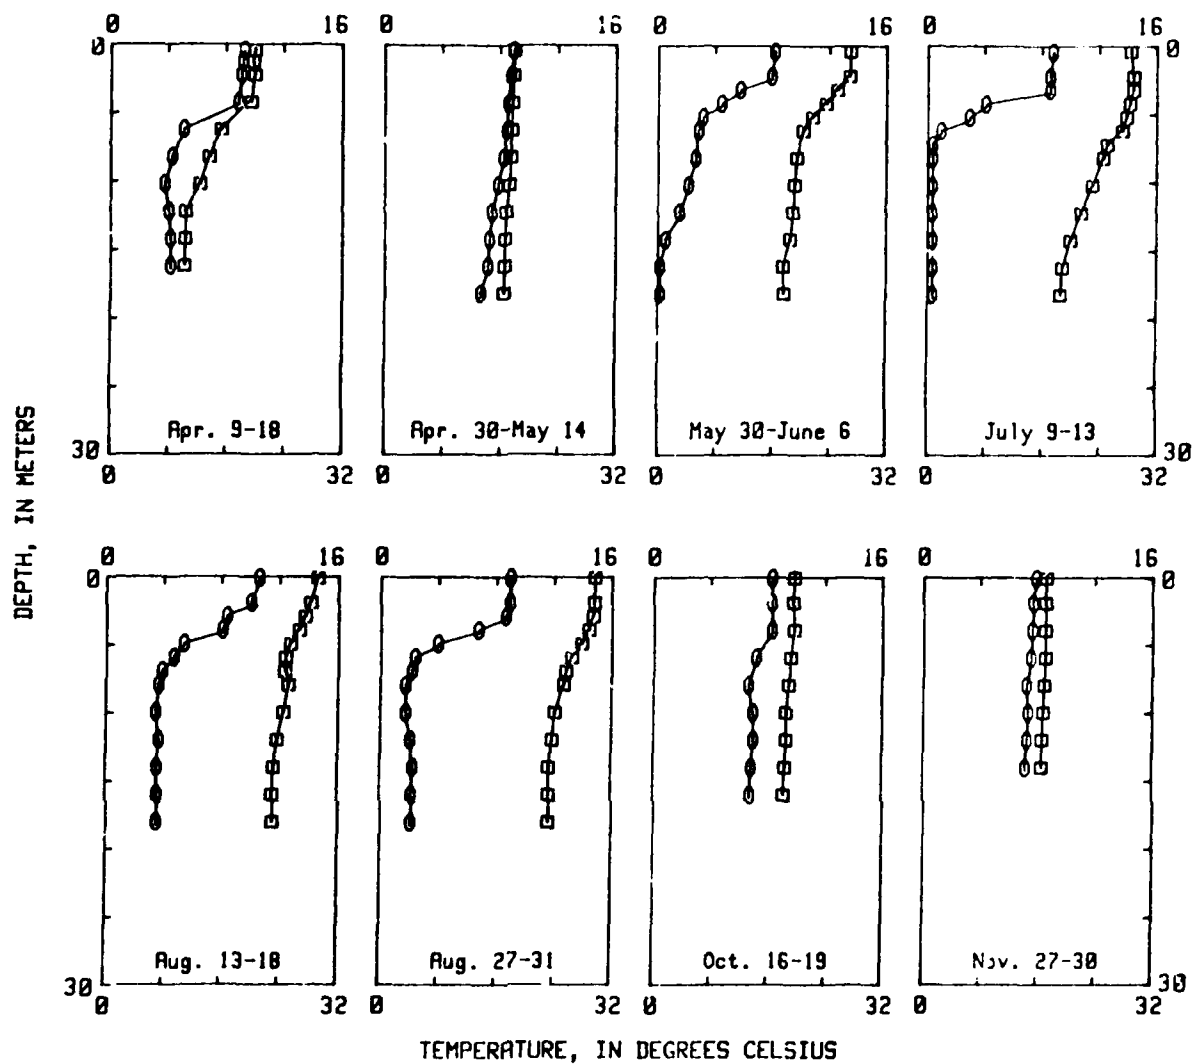 0 16 0 16 0 16 0 16
0 0
DEPTH, IN METERS
Apr. 9-18 Apr. 30-May 14 May 30-June 6 July 9-13
30 30
0 32 0 32 0 32 0 32
0 16 0 16 0 16 0 16
0 0
Aug. 13-18 Aug. 27-31 Oct. 16-19 Nov. 27-30
30 30
0 32 0 32 0 32 0 32
TEMPERATURE, IN DEGREES CELSIUS